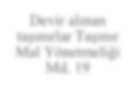 Devir alınan
taşınırlar Taşınır
Mal Yönetmeliği
Md. 19